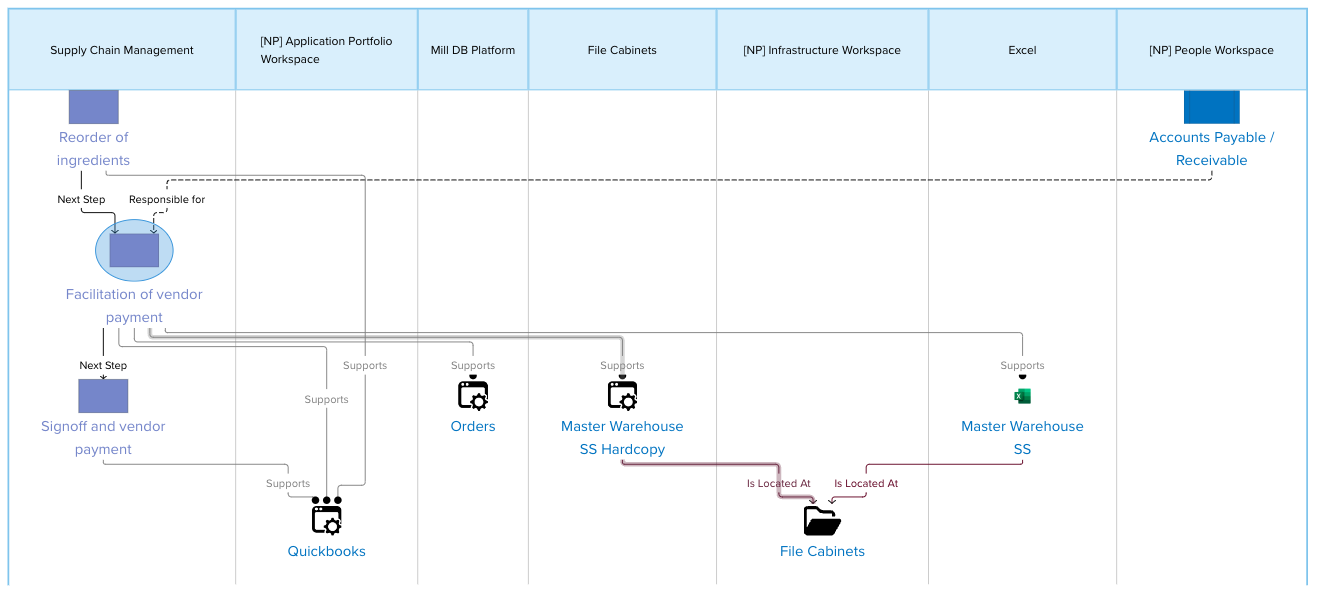 Supply Chain Management
[NP] Application Portfolio
Workspace
Mill DB Platform
File Cabinets
[NP] Infrastructure Workspace
Excel
[NP] People Workspace
Reorder of
ingredients
Accounts Payable /
Receivable
Next Step
Responsible for
Facilitation of vendor
payment
Next Step
Supports
Supports
Supports
Supports
Supports
Signoff and vendor
payment
Orders
Master Warehouse
SS Hardcopy
Master Warehouse
SS
Supports
Is Located At
Is Located At
Quickbooks
File Cabinets